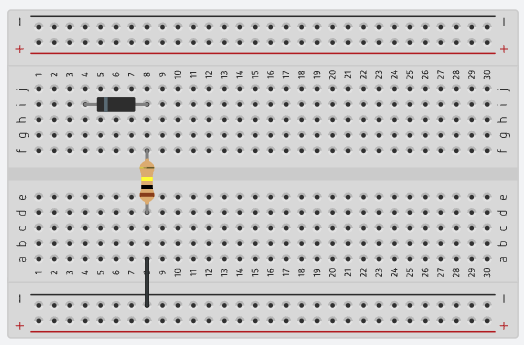 − −
+ +
1 2 3 4 5 6 7 8 9 10 11 12 13 14 15 16 17 18 19 20 21 22 23 24 25 26 27 28 29 30
j j
i i
h h
g g
f f
e e
d d
c c
b b
a a
1 2 3 4 5 6 7 8 9 10 11 12 13 14 15 16 17 18 19 20 21 22 23 24 25 26 27 28 29 30
− −
+ +